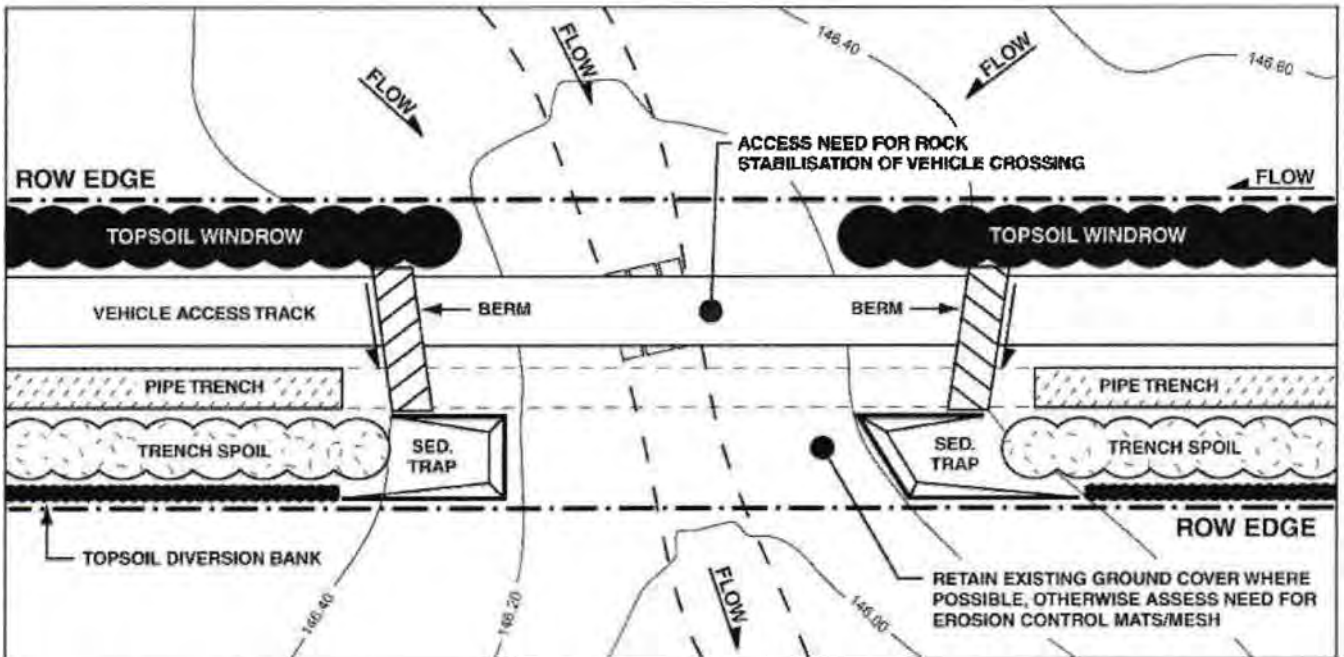 FLOW
FLOW
146.40
FLOW
146.60
ACCESS NEED FOR ROCK
STABILISATION OF VEHICLE CROSSING
ROW EDGE
FLOW
TOPSOIL WINDROW
TOPSOIL WINDROW
VEHICLE ACCESS TRACK
BERM
BERM
PIPE TRENCH
PIPE TRENCH
TRENCH SPOIL
SED.
TRAP
SED.
TRAP
TRENCH SPOIL
ROW EDGE
TOPSOIL DIVERSION BANK
146.40
146.20
FLOW
146.00
RETAIN EXISTING GROUND COVER WHERE
POSSIBLE, OTHERWISE ASSESS NEED FOR
EROSION CONTROL MATS/MESH